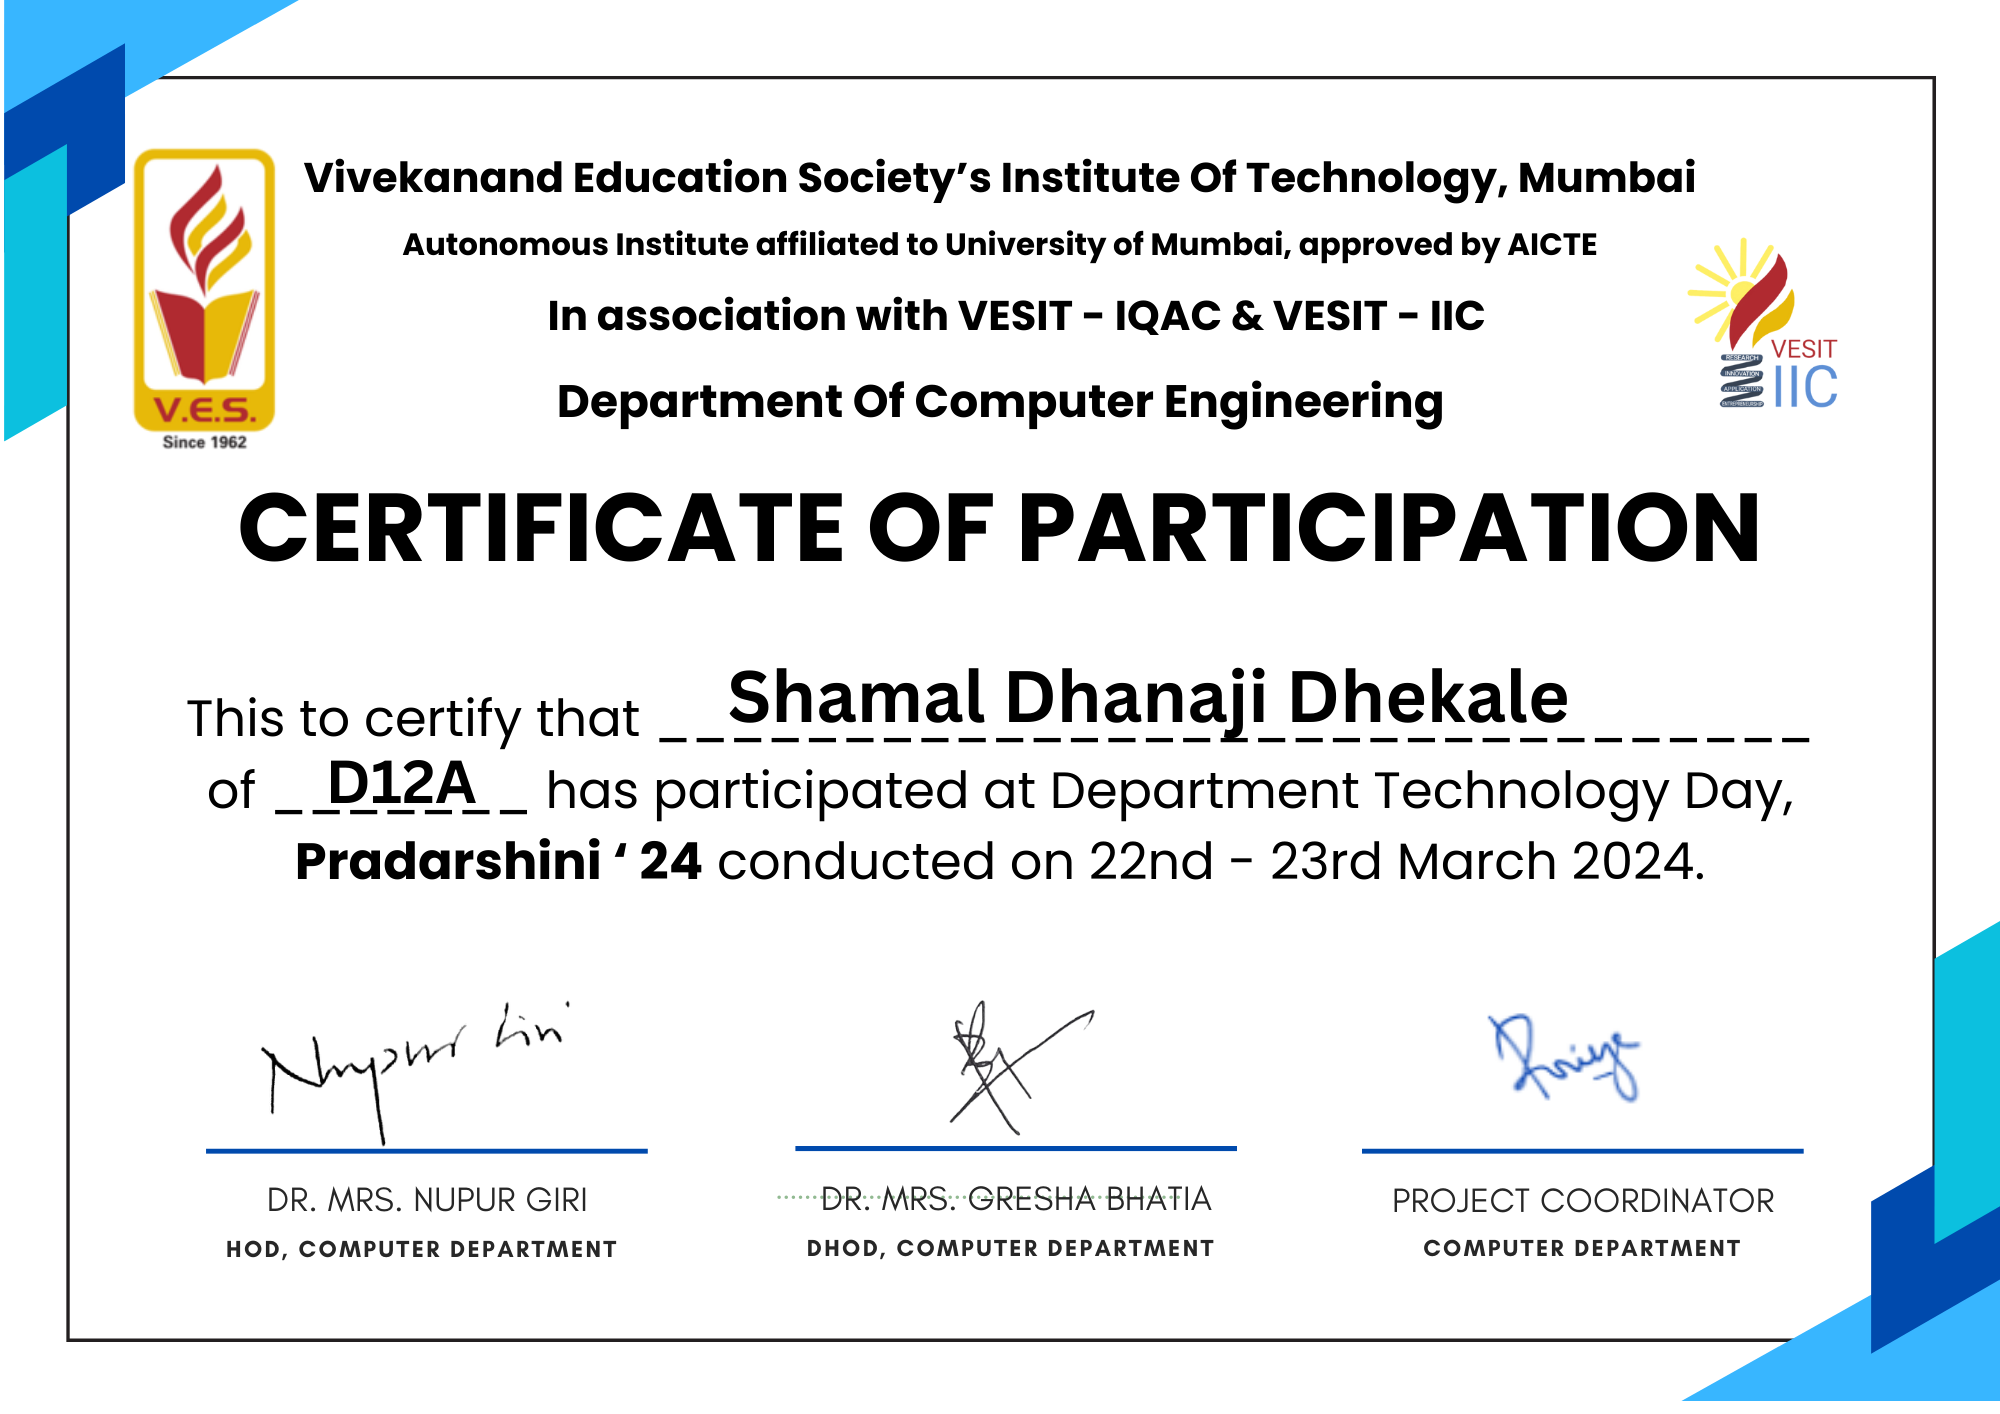 Vivekanand Education Society’s Institute Of Technology, Mumbai
Autonomous Institute affiliated to University of Mumbai, approved by AICTE
In association with VESIT - IQAC & VESIT - IIC
Department Of Computer Engineering
V.E.S.
Since 1962
RESEARCH
INNOVATION
APPLICATION
ENTREPRENEURSHIP
VESIT
IIC
CERTIFICATE OF PARTICIPATION
This to certify that Shamal Dhanaji Dhekale
of D12A has participated at Department Technology Day,
Pradarshini ‘ 24 conducted on 22nd - 23rd March 2024.
Nupur Giri
Priya
DR. MRS. NUPUR GIRI
HOD, COMPUTER DEPARTMENT
DR. MRS. GRESHA BHATIA
DHOD, COMPUTER DEPARTMENT
PROJECT COORDINATOR
COMPUTER DEPARTMENT